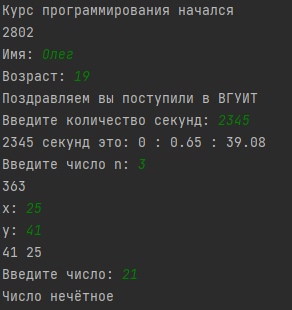 Курс программирования начался
2802
Имя: Олег
Возраст: 19
Поздравляем вы поступили в ВГУИТ
Введите количество секунд: 2345
2345 секунд это: 0 : 0.65 : 39.08
Введите число n: 3
363
x: 25
y: 41
41 25
Введите число: 21
Число нечётное